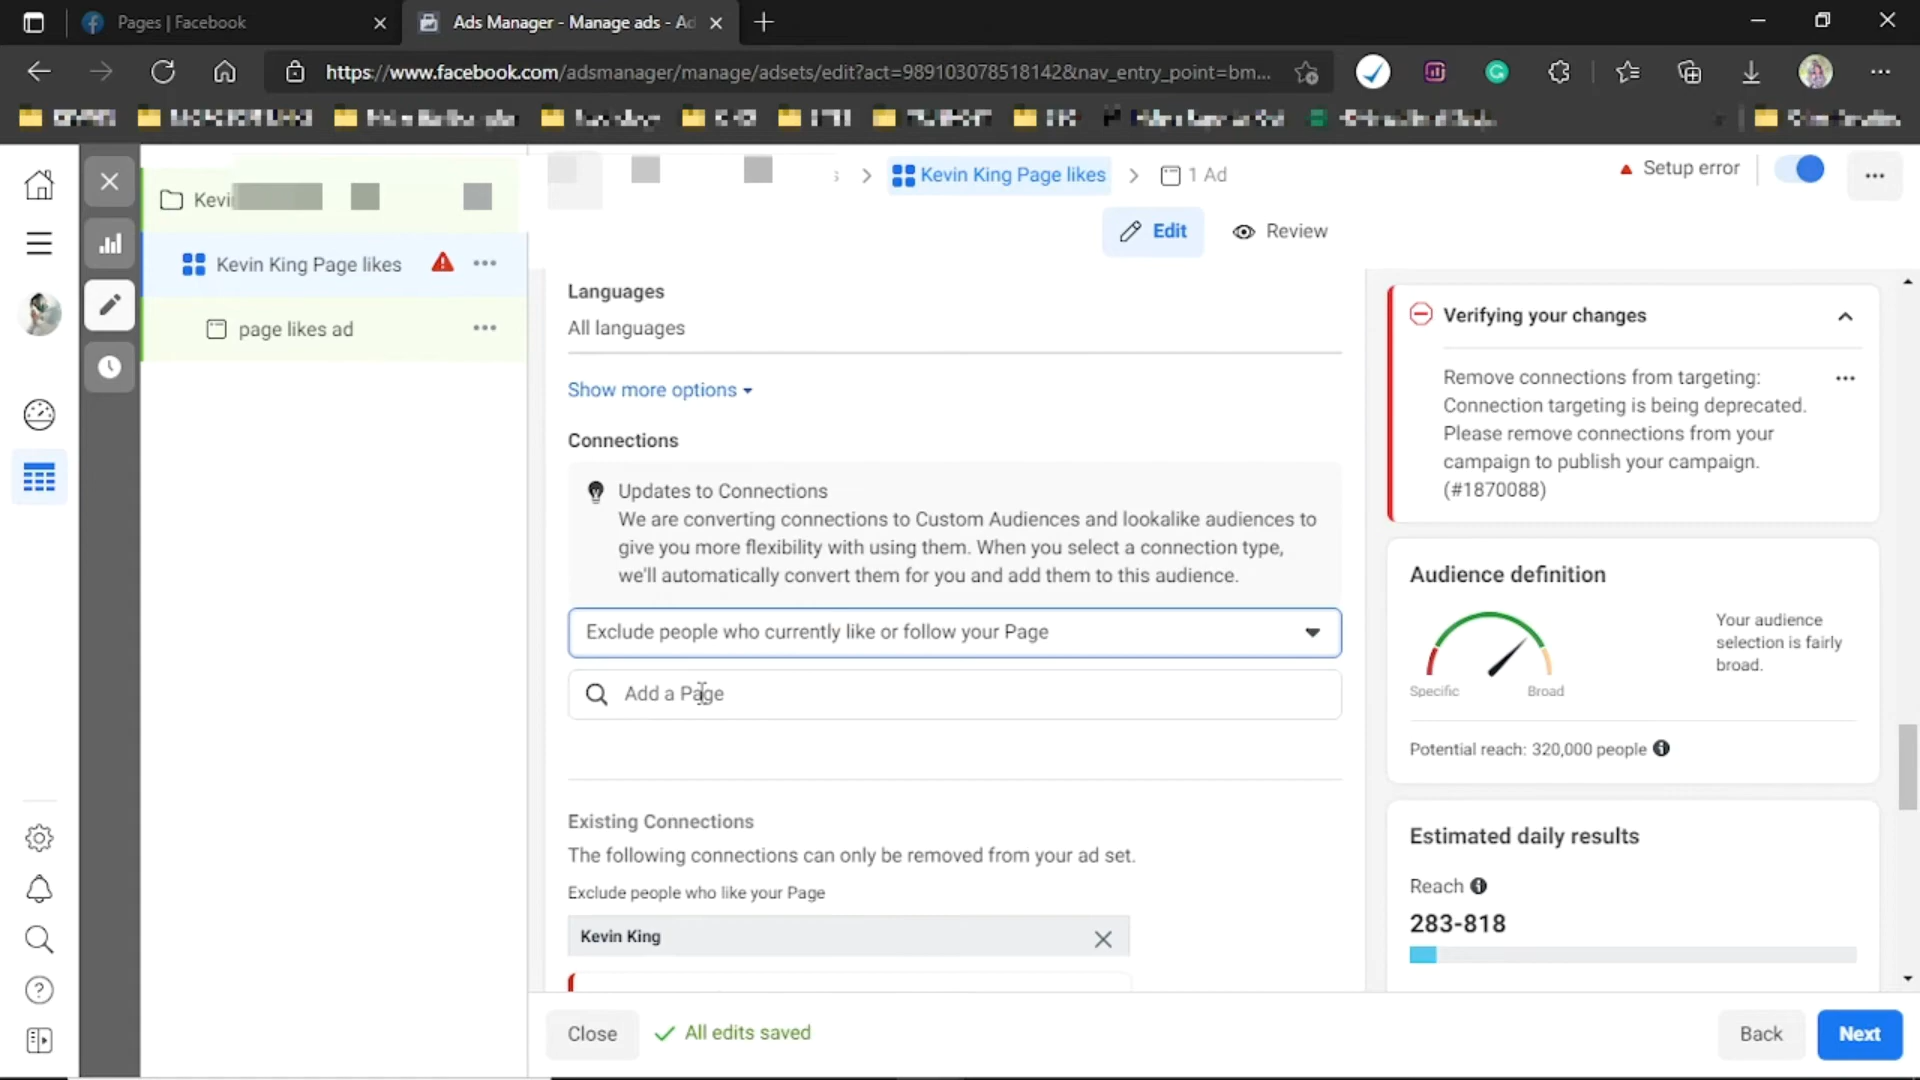 Pages | Facebook
Ads Manager - Manage ads - Ad
https://www.facebook.com/adsmanager/manage/adsets/edit?act=989103078518142&nav_entry_point=bm...
Kevi
Kevin King Page likes
page likes ad
Kevin King Page likes
1 Ad
Setup error
Edit
Review
Languages
All languages
Show more options
Connections
Updates to Connections
We are converting connections to Custom Audiences and lookalike audiences to
give you more flexibility with using them. When you select a connection type,
we'll automatically convert them for you and add them to this audience.
Exclude people who currently like or follow your Page
Add a Page
Existing Connections
The following connections can only be removed from your ad set.
Exclude people who like your Page
Kevin King
Verifying your changes
Remove connections from targeting:
Connection targeting is being deprecated.
Please remove connections from your
campaign to publish your campaign.
(#1870088)
Audience definition
Your audience
selection is fairly
broad.
Specific
Broad
Potential reach: 320,000 people
Estimated daily results
Reach
283-818
Close
All edits saved
Back
Next